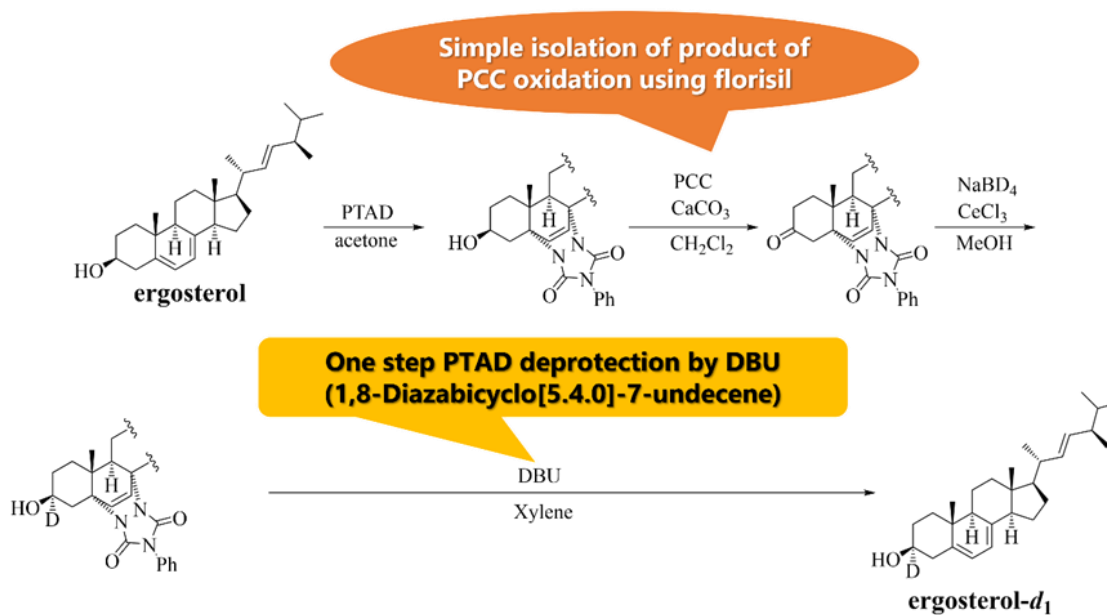 Simple isolation of product of
PCC oxidation using florisil
PTAD
acetone
PCC
CaCO3
CH2Cl2
NaBD4
CeCl3
MeOH
HO
H
H
ergosterol
HO
H
N
N
O
N
O
Ph
O
H
N
N
O
N
O
Ph
One step PTAD deprotection by DBU
(1,8-Diazabicyclo[5.4.0]-7-undecene)
HO
D
H
N
N
O
N
O
Ph
DBU
Xylene
HO
D
H
H
ergosterol-d1